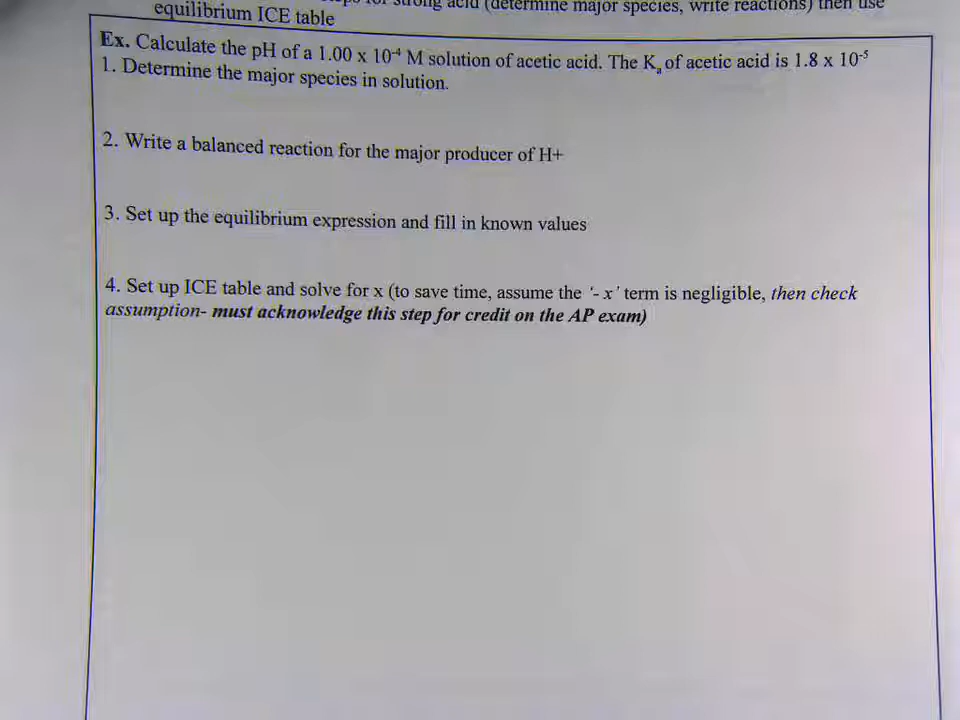 strong acid (determine major species, write reactions) then use
equilibrium ICE table
Ex. Calculate the pH of a 1.00 x 10⁻⁴ M solution of acetic acid. The Kₐ of acetic acid is 1.8 x 10⁻⁵
1. Determine the major species in solution.
2. Write a balanced reaction for the major producer of H+
3. Set up the equilibrium expression and fill in known values
4. Set up ICE table and solve for x (to save time, assume the '- x' term is negligible, then check
assumption- must acknowledge this step for credit on the AP exam)